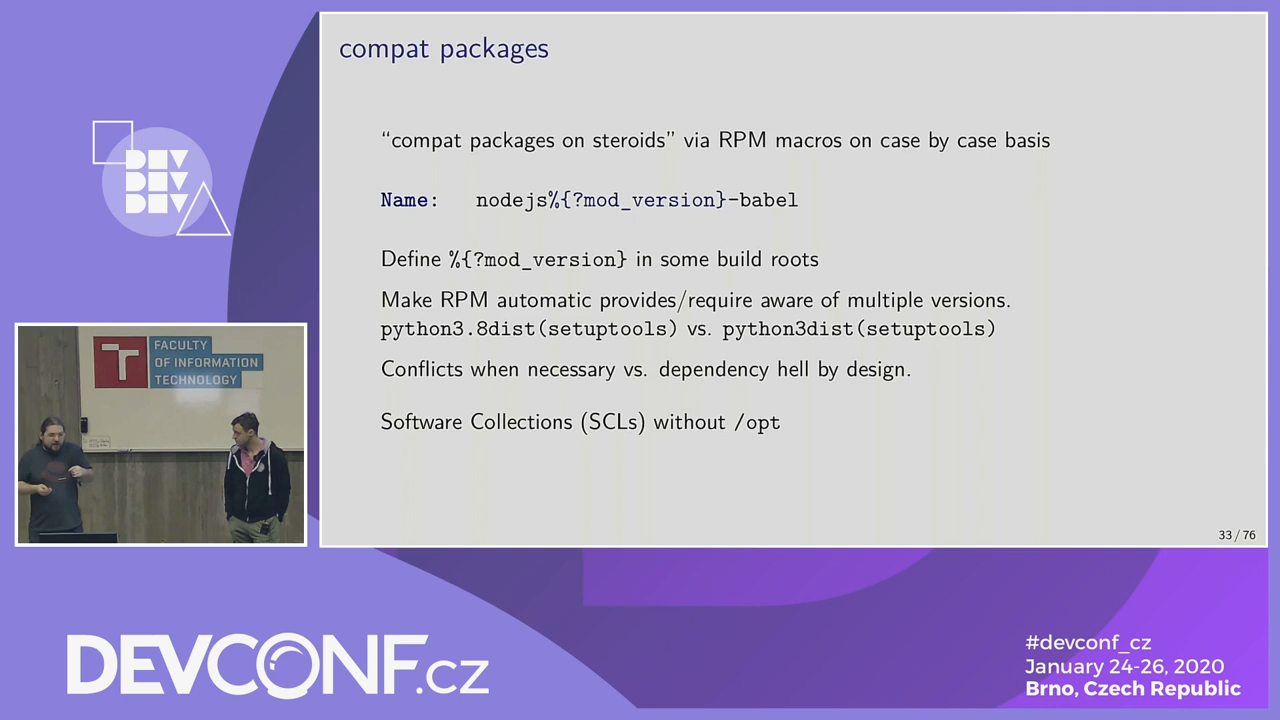 compat packages
“compat packages on steroids” via RPM macros on case by case basis
Name: nodejs%{?mod_version}-babel
Define %{?mod_version} in some build roots
Make RPM automatic provides/require aware of multiple versions.
python3.8dist(setuptools) vs. python3dist(setuptools)
Conflicts when necessary vs. dependency hell by design.
Software Collections (SCLs) without /opt
33 / 76
DEV
DEV
DEV
FACULTY
OF INFORMATION
TECHNOLOGY
DEVCONF.cz
#devconf_cz
January 24-26, 2020
Brno, Czech Republic